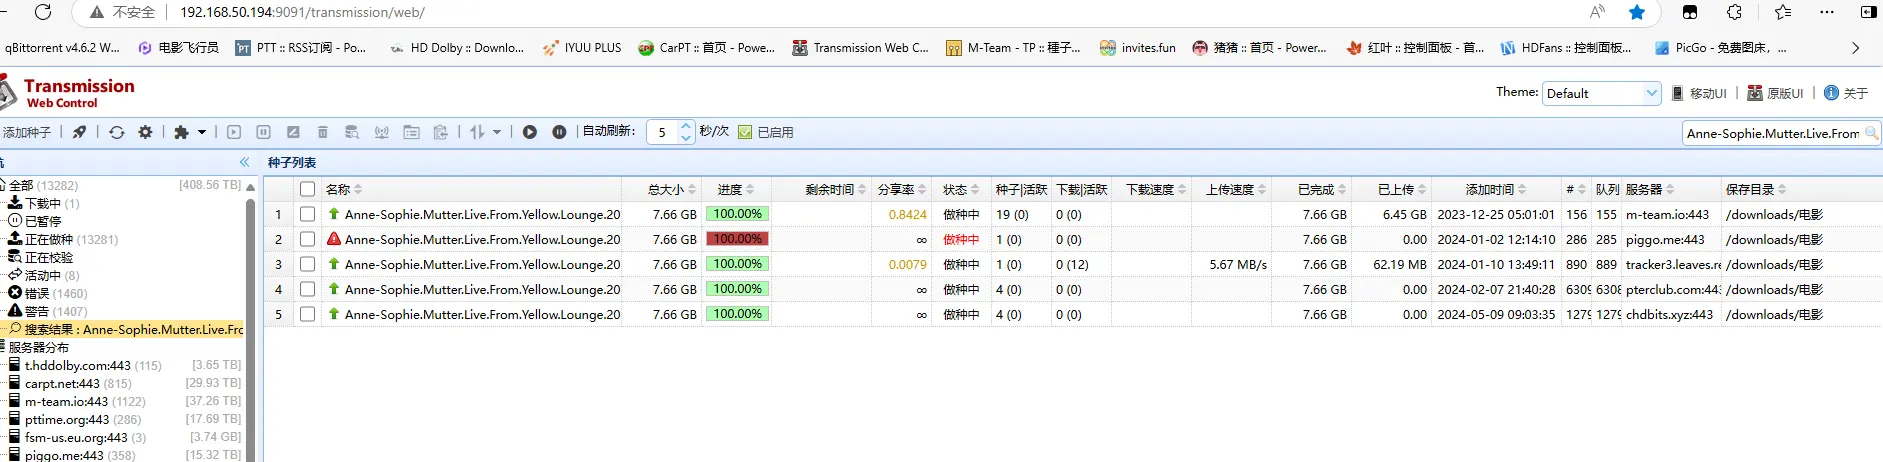 不安全 192.168.50.194:9091/transmission/web/
qBittorrent v4.6.2 W... 电影飞行员 PTT :: RSS订阅 - Po... HD Dolby :: Downlo... IYUU PLUS CarPT :: 首页 - Powe... Transmission Web C... M-Team - TP :: 種子... invites.fun 猪猪 :: 首页 - Power... 红叶 :: 控制面板 - 首... HDFans :: 控制面板... PicGo - 免费图床，...
Transmission
Web Control
Theme: Default 移动UI | 原版UI | 关于
添加种子 自动刷新: 5 秒/次 已启用 Anne-Sophie.Mutter.Live.From
航 种子列表
名称 总大小 进度 剩余时间 分享率 状态 种子|活跃 下载|活跃 下载速度 上传速度 已完成 已上传 添加时间 # 队列 服务器 保存目录
1 Anne-Sophie.Mutter.Live.From.Yellow.Lounge.20 7.66 GB 100.00% 0.8424 做种中 19 (0) 0 (0) 7.66 GB 6.45 GB 2023-12-25 05:01:01 156 155 m-team.io:443 /downloads/电影
2 Anne-Sophie.Mutter.Live.From.Yellow.Lounge.20 7.66 GB 100.00% ∞ 做种中 1 (0) 0 (0) 7.66 GB 0.00 2024-01-02 12:14:10 286 285 piggo.me:443 /downloads/电影
3 Anne-Sophie.Mutter.Live.From.Yellow.Lounge.20 7.66 GB 100.00% 0.0079 做种中 1 (0) 0 (12) 5.67 MB/s 7.66 GB 62.19 MB 2024-01-10 13:49:11 890 889 tracker3.leaves.re /downloads/电影
4 Anne-Sophie.Mutter.Live.From.Yellow.Lounge.20 7.66 GB 100.00% ∞ 做种中 4 (0) 0 (0) 7.66 GB 0.00 2024-02-07 21:40:28 6309 6308 pterclub.com:443 /downloads/电影
5 Anne-Sophie.Mutter.Live.From.Yellow.Lounge.20 7.66 GB 100.00% ∞ 做种中 4 (0) 0 (0) 7.66 GB 0.00 2024-05-09 09:03:35 1279 1279 chdbits.xyz:443 /downloads/电影
全部 (13282) [408.56 TB]
下载中 (1)
已暂停
正在做种 (13281)
正在校验
活动中 (8)
错误 (1460)
警告 (1407)
搜索结果 : Anne-Sophie.Mutter.Live.Fro
服务器分布
t.hddolby.com:443 (115) [3.65 TB]
carpt.net:443 (815) [29.93 TB]
m-team.io:443 (1122) [37.26 TB]
pttime.org:443 (286) [17.69 TB]
fsm-us.eu.org:443 (3) [3.74 GB]
piggo.me:443 (358) [15.32 TB]